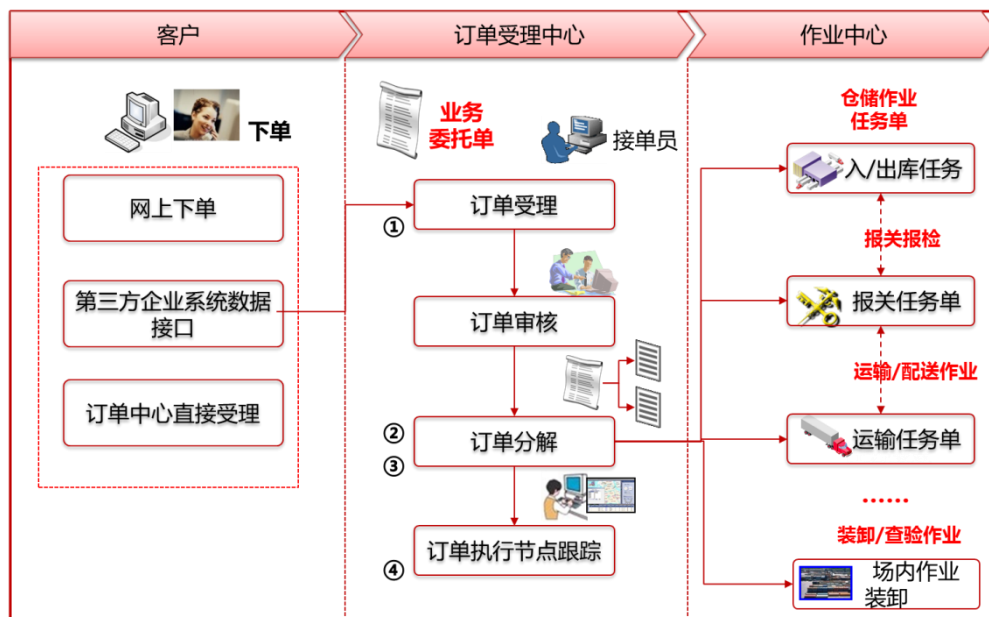 客户
订单受理中心
作业中心
下单
网上下单
第三方企业系统数据
接口
订单中心直接受理
业务
委托单
接单员
①
订单受理
订单审核
②
③
订单分解
④
订单执行节点跟踪
仓储作业
任务单
入/出库任务
报关报检
报关任务单
运输/配送作业
运输任务单
……
装卸/查验作业
场内作业
装卸